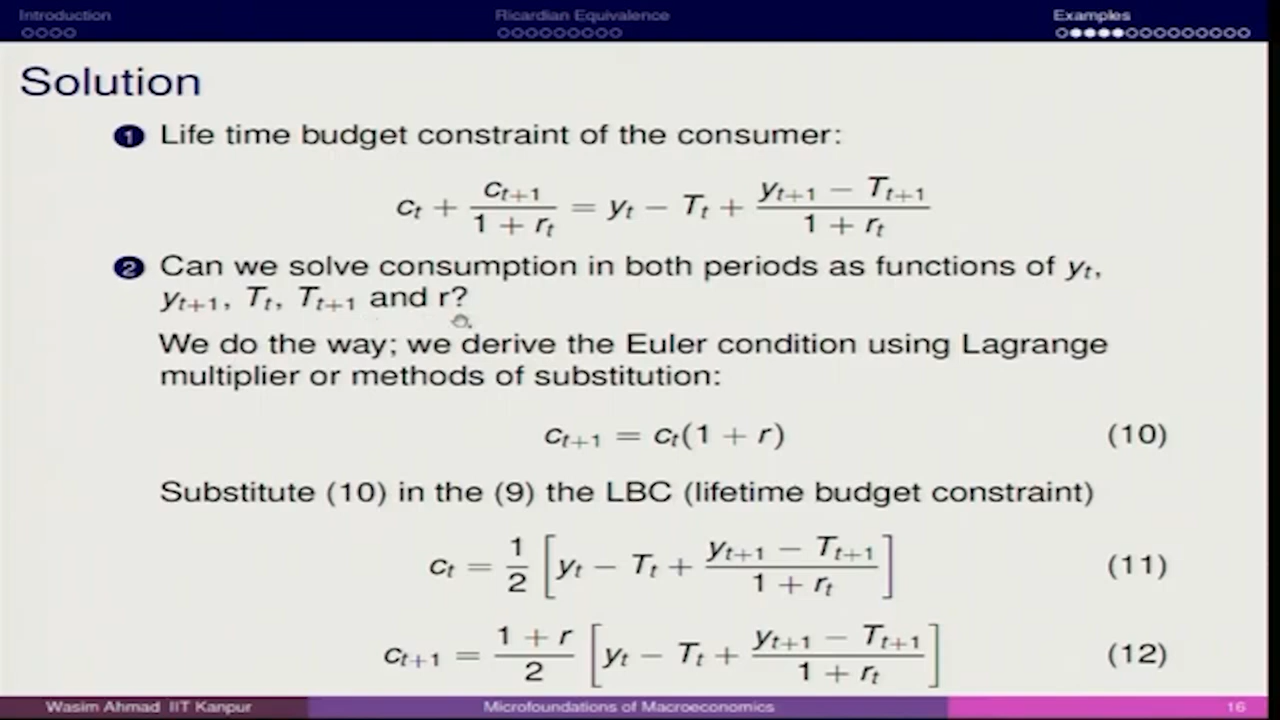 Introduction Ricardian Equivalence Examples
Solution
1 Life time budget constraint of the consumer:
c_t + c_{t+1}/(1 + r_t) = y_t − T_t + (y_{t+1} − T_{t+1})/(1 + r_t)
2 Can we solve consumption in both periods as functions of y_t,
y_{t+1}, T_t, T_{t+1} and r?
We do the way; we derive the Euler condition using Lagrange
multiplier or methods of substitution:
c_{t+1} = c_t(1 + r) (10)
Substitute (10) in the (9) the LBC (lifetime budget constraint)
c_t = 1/2 [y_t − T_t + (y_{t+1} − T_{t+1})/(1 + r_t)] (11)
c_{t+1} = (1 + r)/2 [y_t − T_t + (y_{t+1} − T_{t+1})/(1 + r_t)] (12)
Wasim Ahmad IIT Kanpur Microfoundations of Macroeconomics 16